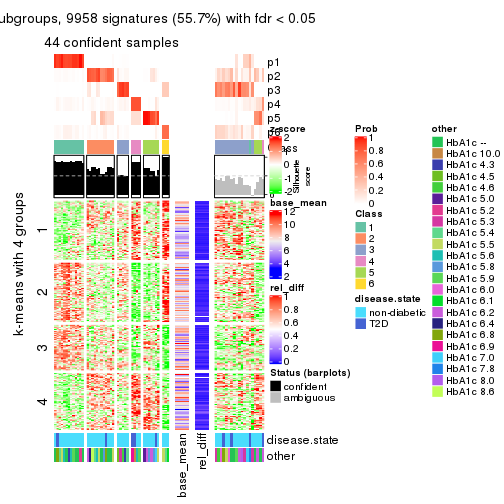 ubgroups, 9958 signatures (55.7%) with fdr < 0.05
44 confident samples
p1
p2
p3
p4
p5
Class
z-score
2
1
0
-1
-2
Silhouette
score
base_mean
12
10
8
6
4
2
rel_diff
1
0.8
0.6
0.4
0.2
0
Status (barplots)
confident
ambiguous
k-means with 4 groups
1
2
3
4
disease.state
other
base_mean
rel_diff
Prob
1
0.8
0.6
0.4
0.2
0
Class
1
2
3
4
5
6
disease.state
non-diabetic
T2D
other
HbA1c --
HbA1c 10.0
HbA1c 4.3
HbA1c 4.5
HbA1c 4.6
HbA1c 5.0
HbA1c 5.2
HbA1c 5.3
HbA1c 5.4
HbA1c 5.5
HbA1c 5.6
HbA1c 5.8
HbA1c 5.9
HbA1c 6.0
HbA1c 6.1
HbA1c 6.2
HbA1c 6.4
HbA1c 6.8
HbA1c 6.9
HbA1c 7.0
HbA1c 7.8
HbA1c 8.0
HbA1c 8.6